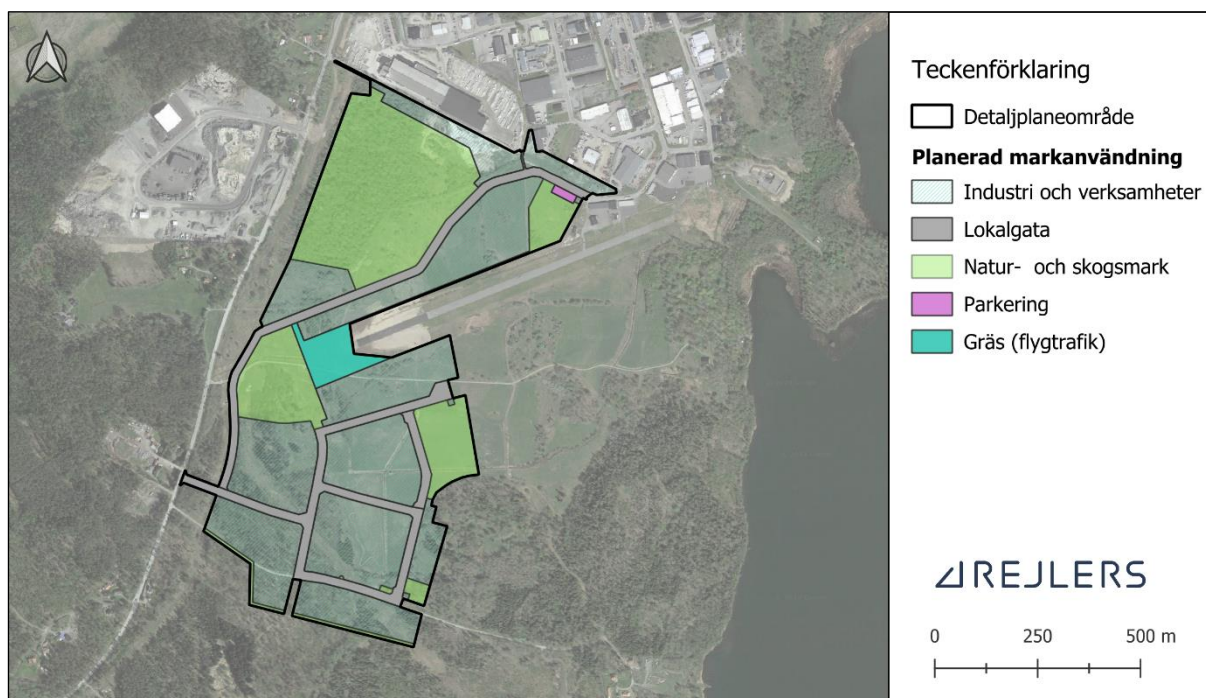 Teckenförklaring
Detaljplaneområde
Planerad markanvändning
Industri och verksamheter
Lokalgata
Natur- och skogsmark
Parkering
Gräs (flygtrafik)
REJLERS
0 250 500 m